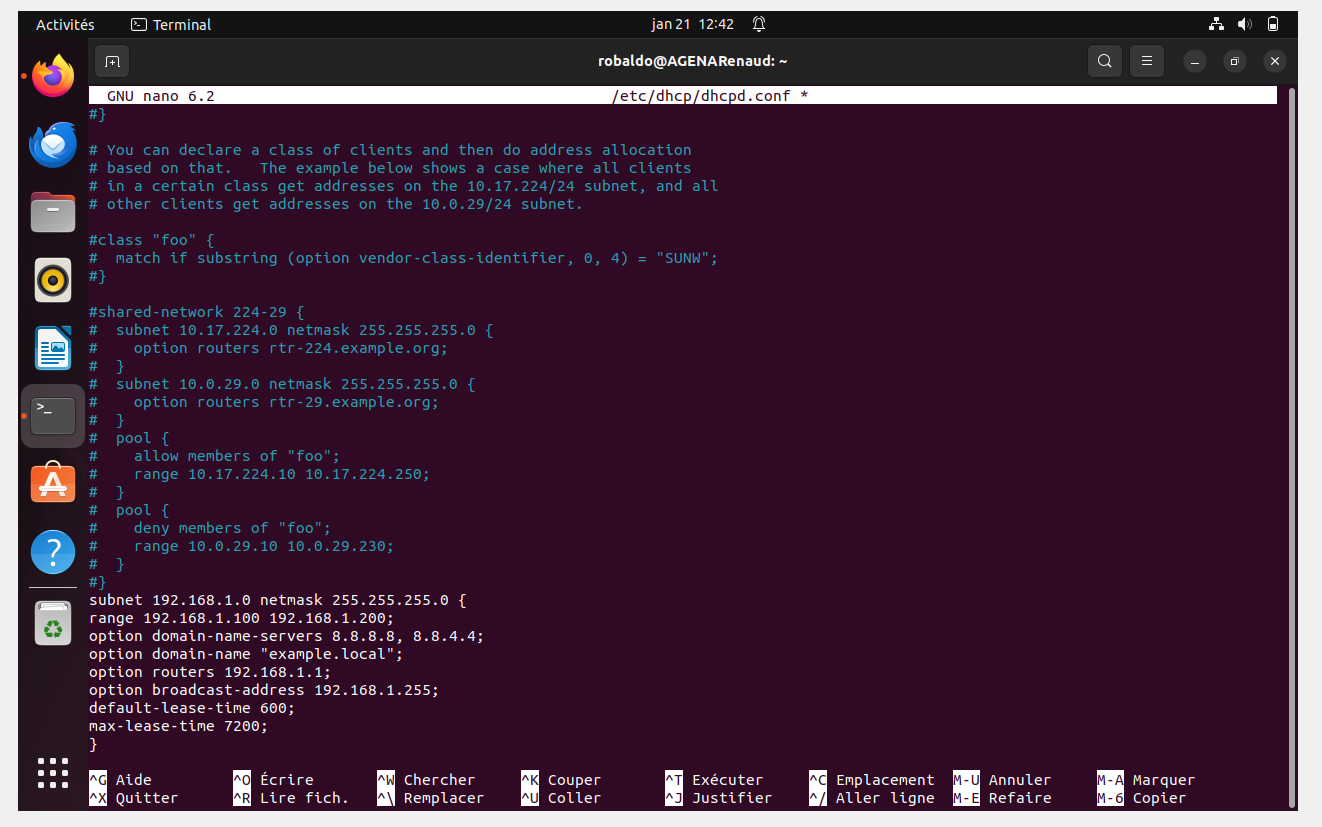 Activités Terminal jan 21 12:42
robaldo@AGENARenaud: ~
GNU nano 6.2 /etc/dhcp/dhcpd.conf *
#}
# You can declare a class of clients and then do address allocation
# based on that.   The example below shows a case where all clients
# in a certain class get addresses on the 10.17.224/24 subnet, and all
# other clients get addresses on the 10.0.29/24 subnet.
#class "foo" {
#  match if substring (option vendor-class-identifier, 0, 4) = "SUNW";
#}
#shared-network 224-29 {
#  subnet 10.17.224.0 netmask 255.255.255.0 {
#    option routers rtr-224.example.org;
#  }
#  subnet 10.0.29.0 netmask 255.255.255.0 {
#    option routers rtr-29.example.org;
#  }
#  pool {
#    allow members of "foo";
#    range 10.17.224.10 10.17.224.250;
#  }
#  pool {
#    deny members of "foo";
#    range 10.0.29.10 10.0.29.230;
#  }
#}
subnet 192.168.1.0 netmask 255.255.255.0 {
range 192.168.1.100 192.168.1.200;
option domain-name-servers 8.8.8.8, 8.8.4.4;
option domain-name "example.local";
option routers 192.168.1.1;
option broadcast-address 192.168.1.255;
default-lease-time 600;
max-lease-time 7200;
}
^G Aide ^O Écrire ^W Chercher ^K Couper ^T Exécuter ^C Emplacement M-U Annuler M-A Marquer
^X Quitter ^R Lire fich. ^\ Remplacer ^U Coller ^J Justifier ^/ Aller ligne M-E Refaire M-6 Copier